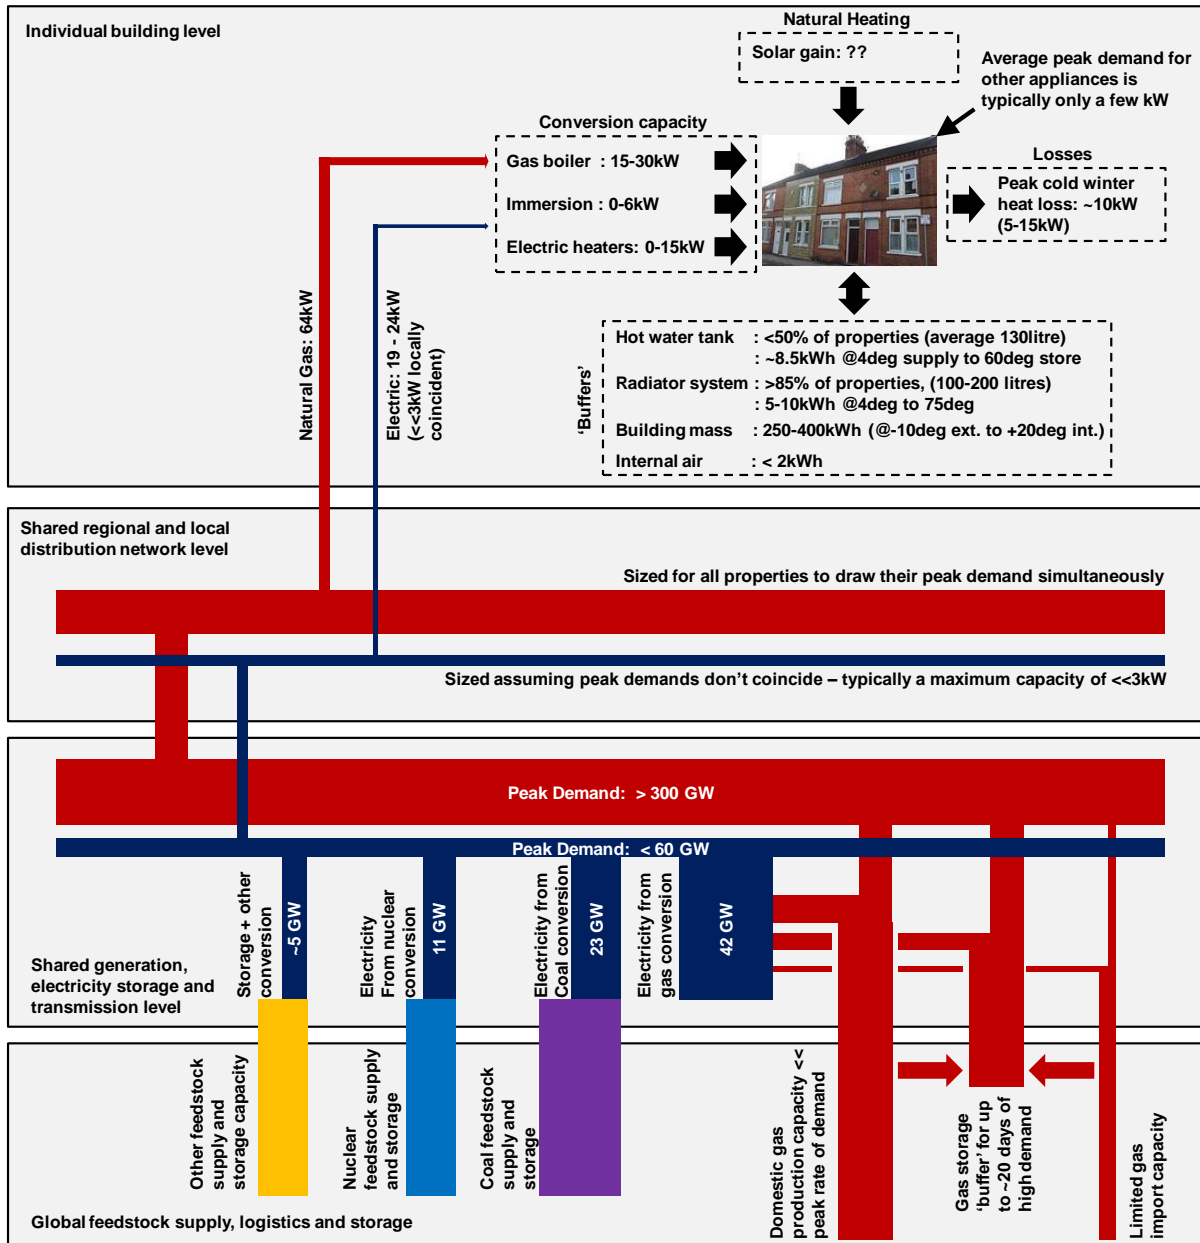 Individual building level
Natural Heating
Solar gain: ??
Average peak demand for
other appliances is
typically only a few kW
Conversion capacity
Gas boiler : 15-30kW
Immersion : 0-6kW
Electric heaters: 0-15kW
Losses
Peak cold winter
heat loss: ~10kW
(5-15kW)
Natural Gas: 64kW
Electric: 19 - 24kW
(<<3kW locally
coincident)
‘Buffers’
Hot water tank : <50% of properties (average 130litre)
: ~8.5kWh @4deg supply to 60deg store
Radiator system : >85% of properties, (100-200 litres)
: 5-10kWh @4deg to 75deg
Building mass : 250-400kWh (@-10deg ext. to +20deg int.)
Internal air : < 2kWh
Shared regional and local
distribution network level
Sized for all properties to draw their peak demand simultaneously
Sized assuming peak demands don’t coincide – typically a maximum capacity of <<3kW
Peak Demand: > 300 GW
Peak Demand: < 60 GW
Storage + other
conversion
~5 GW
Electricity
From nuclear
conversion
11 GW
Electricity from
Coal conversion
23 GW
Electricity from
gas conversion
42 GW
Shared generation,
electricity storage and
transmission level
Other feedstock
supply and
storage capacity
Nuclear
feedstock supply
and storage
Coal feedstock
supply and
storage
Domestic gas
production capacity <<
peak rate of demand
Gas storage
‘buffer’ for up
to ~20 days of
high demand
Limited gas
import capacity
Global feedstock supply, logistics and storage